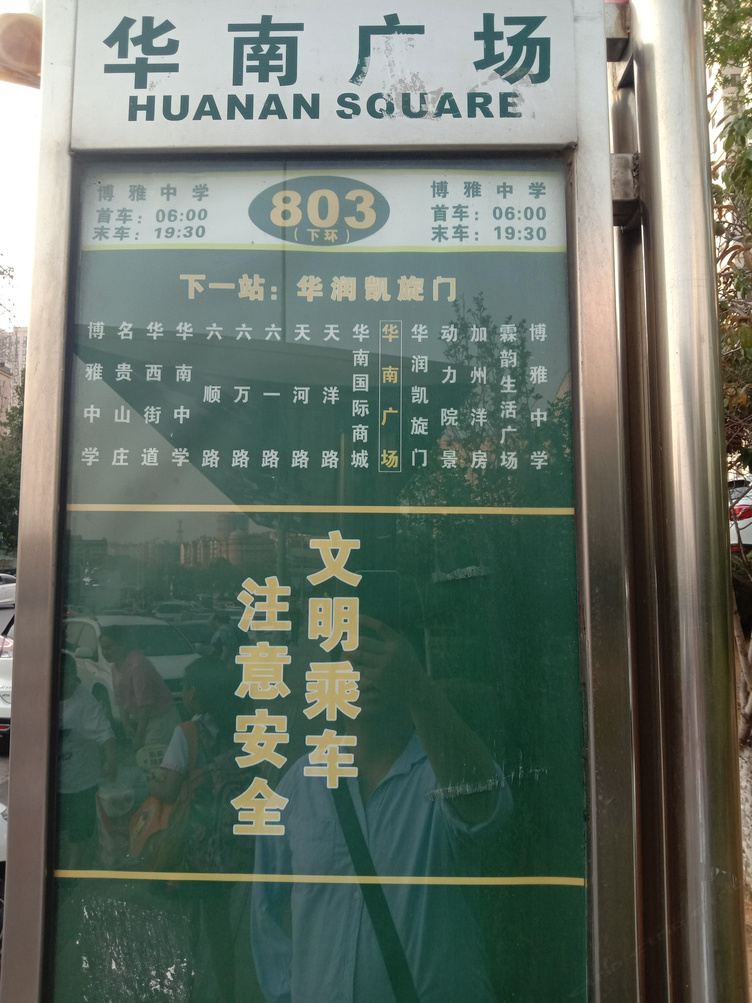 华南广场
HUANAN SQUARE
博雅中学
首车：06:00
末车：19:30
803
（下环）
博雅中学
首车：06:00
末车：19:30
下一站：华润凯旋门
博雅中学
名贵山庄
华西街道
华南中学
六顺路
六万路
六一路
天河路
天洋路
华南国际商城
华南广场
华润凯旋门
动力院景
加州洋房
霖韵生活广场
博雅中学
文明乘车
注意安全